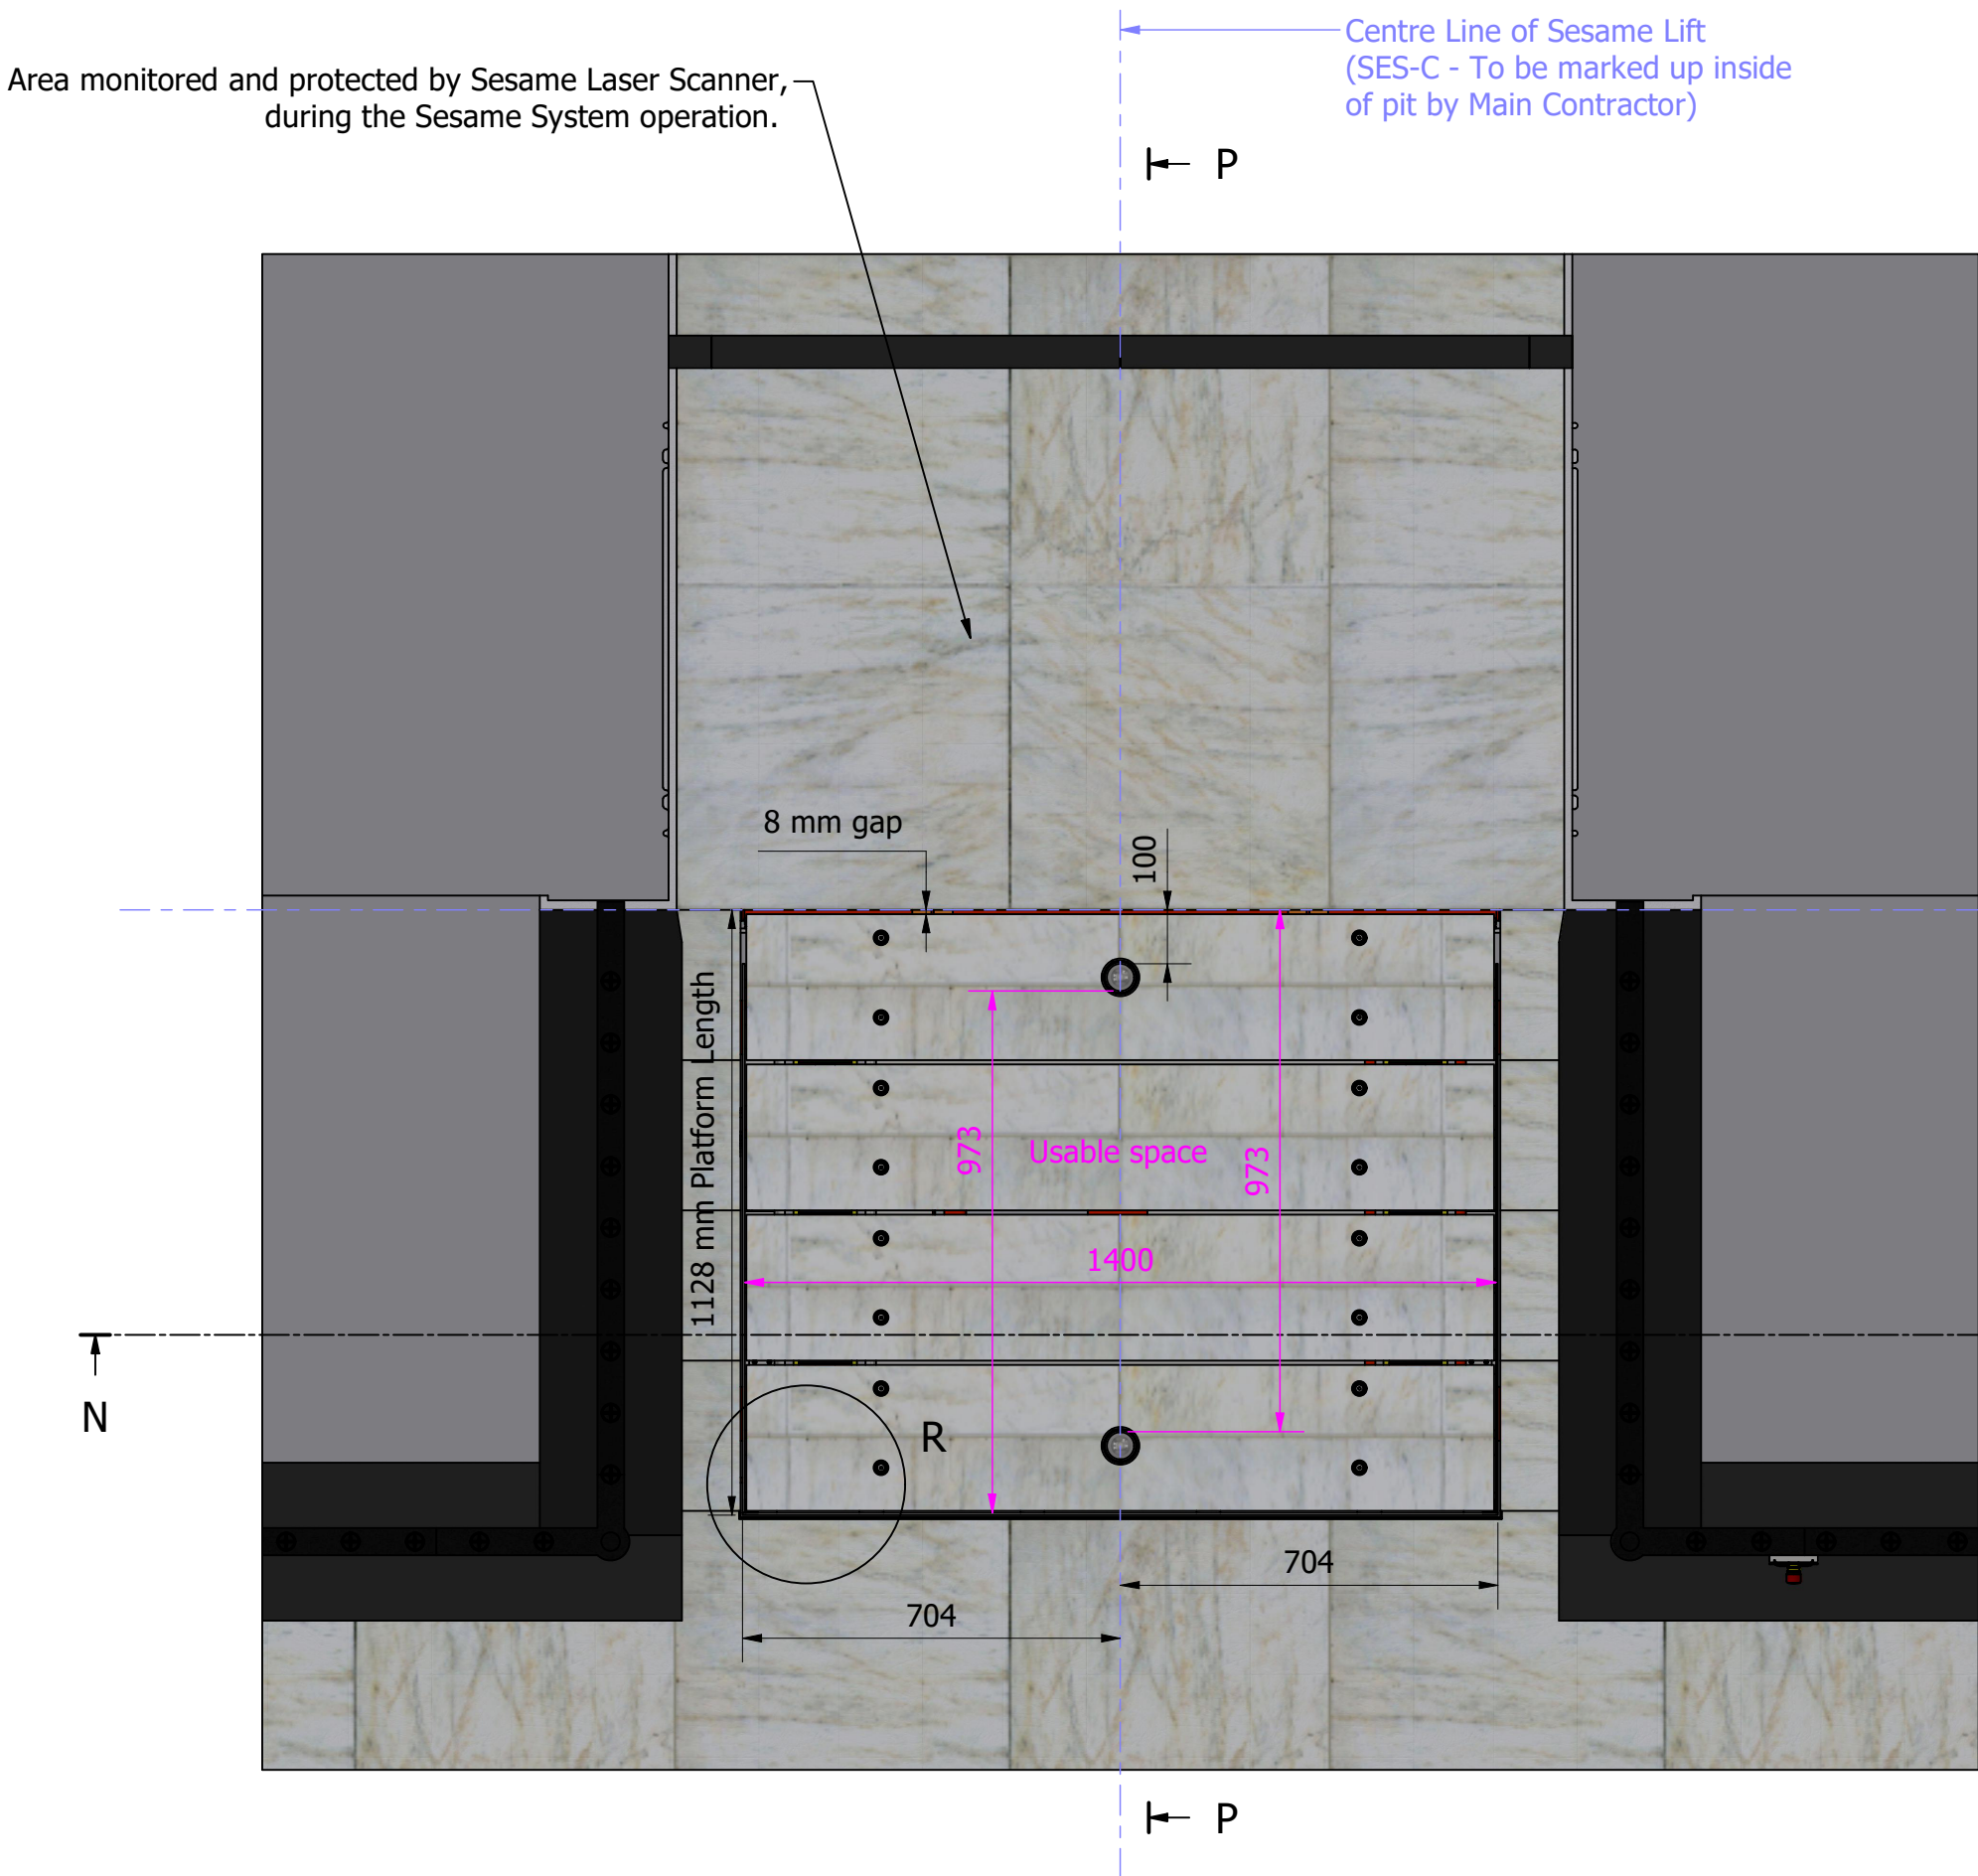 Centre Line of Sesame Lift
(SES-C - To be marked up inside
of pit by Main Contractor)
Area monitored and protected by Sesame Laser Scanner,
during the Sesame System operation.
P
8 mm gap
100
1128 mm Platform Length
973
Usable space
973
1400
N
R
704
704
P